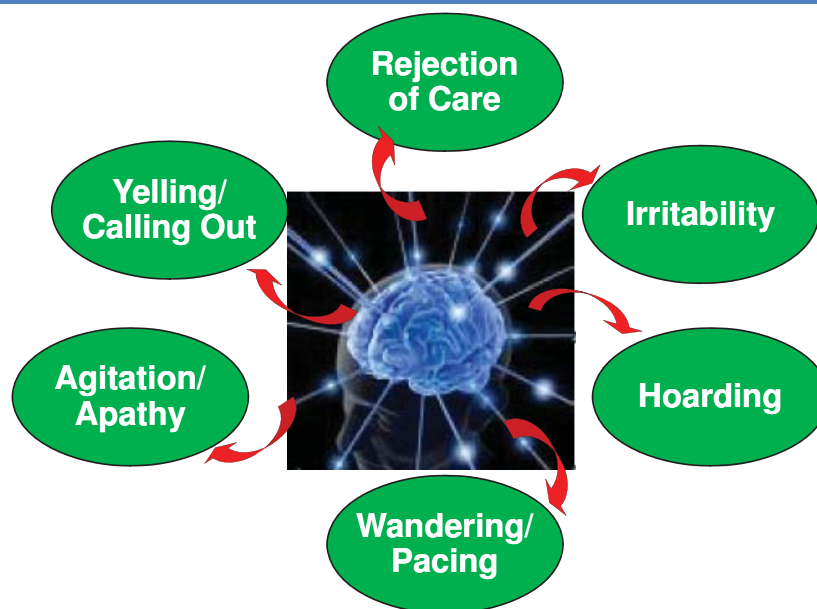 Rejection
of Care
Yelling/
Calling Out
Irritability
Agitation/
Apathy
Hoarding
Wandering/
Pacing